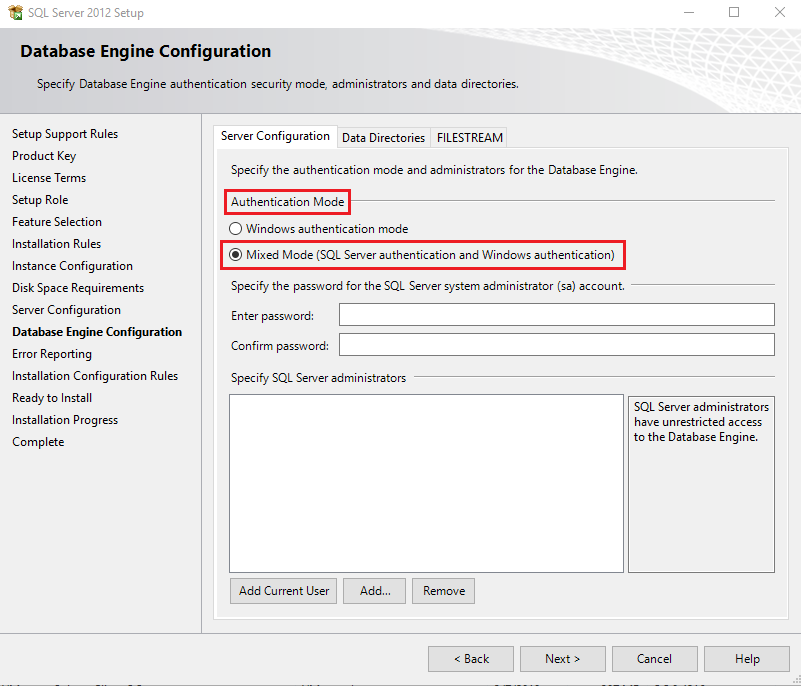 SQL Server 2012 Setup
Database Engine Configuration
Specify Database Engine authentication security mode, administrators and data directories.
Setup Support Rules
Product Key
License Terms
Setup Role
Feature Selection
Installation Rules
Instance Configuration
Disk Space Requirements
Server Configuration
Database Engine Configuration
Error Reporting
Installation Configuration Rules
Ready to Install
Installation Progress
Complete
Server Configuration
Data Directories
FILESTREAM
Specify the authentication mode and administrators for the Database Engine.
Authentication Mode
Windows authentication mode
Mixed Mode (SQL Server authentication and Windows authentication)
Specify the password for the SQL Server system administrator (sa) account.
Enter password:
Confirm password:
Specify SQL Server administrators
SQL Server administrators
have unrestricted access
to the Database Engine.
Add Current User
Add...
Remove
< Back
Next >
Cancel
Help